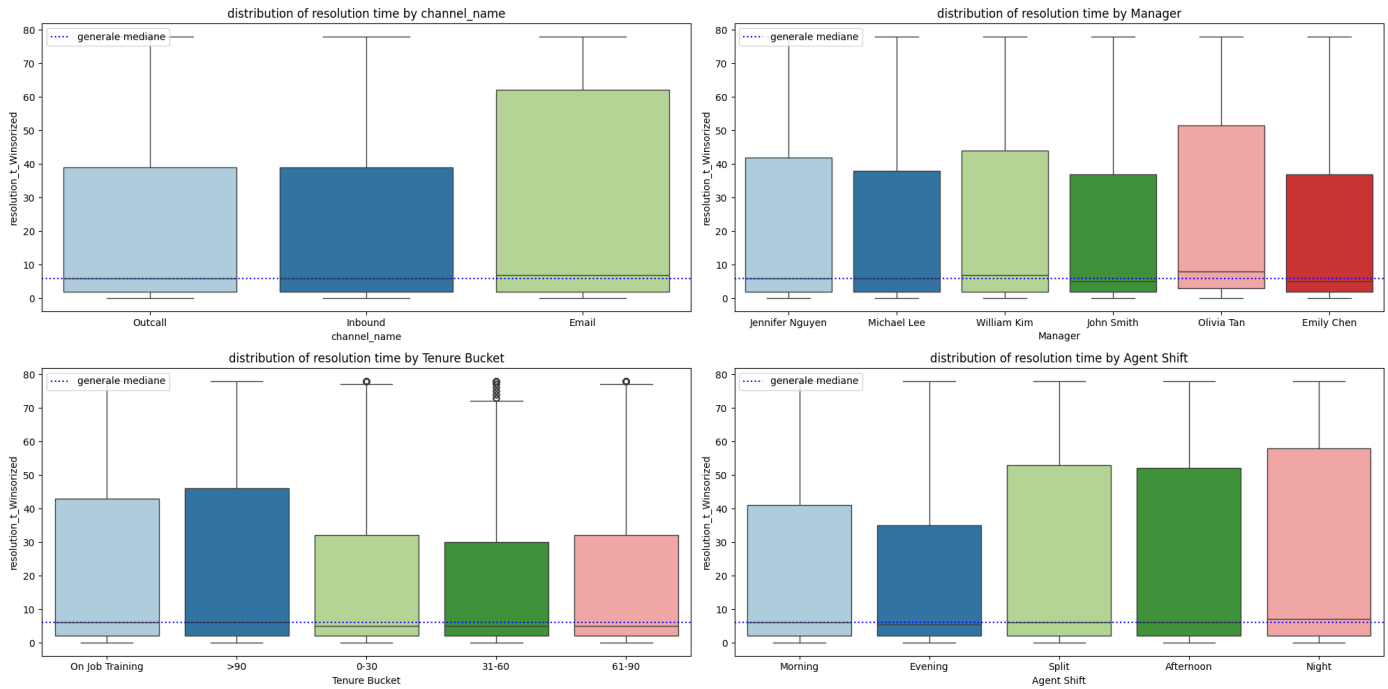 distribution of resolution time by channel_name
generale mediane
80
70
60
50
40
30
20
10
0
resolution_t_Winsorized
Outcall Inbound Email
channel_name
distribution of resolution time by Manager
generale mediane
80
70
60
50
40
30
20
10
0
resolution_t_Winsorized
Jennifer Nguyen Michael Lee William Kim John Smith Olivia Tan Emily Chen
Manager
distribution of resolution time by Tenure Bucket
generale mediane
80
70
60
50
40
30
20
10
0
resolution_t_Winsorized
On Job Training >90 0-30 31-60 61-90
Tenure Bucket
distribution of resolution time by Agent Shift
generale mediane
80
70
60
50
40
30
20
10
0
resolution_t_Winsorized
Morning Evening Split Afternoon Night
Agent Shift